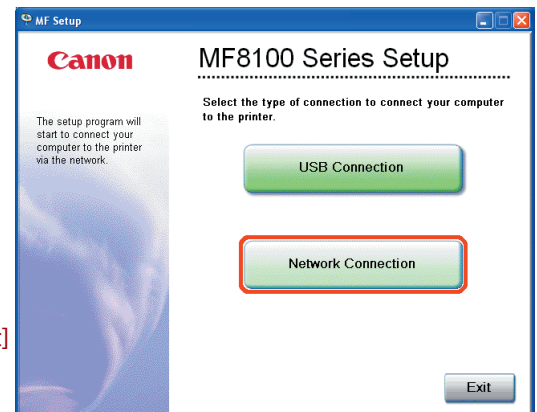 MF Setup
Canon
MF8100 Series Setup
Select the type of connection to connect your computer
to the printer.
The setup program will
start to connect your
computer to the printer
via the network.
USB Connection
Network Connection
Exit